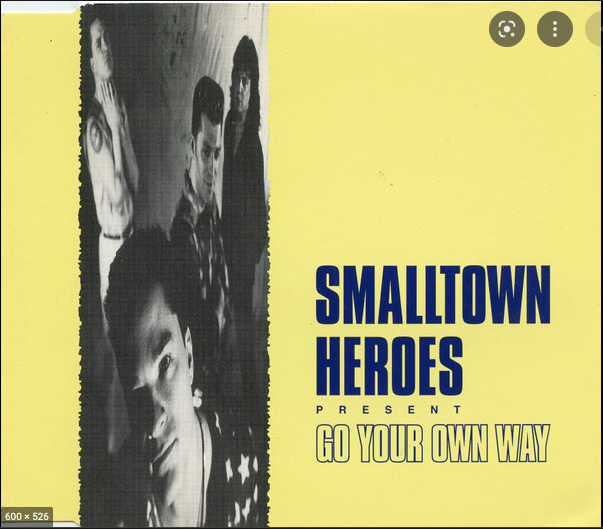 SMALLTOWN
HEROES
PRESENT
GO YOUR OWN WAY
600 × 526